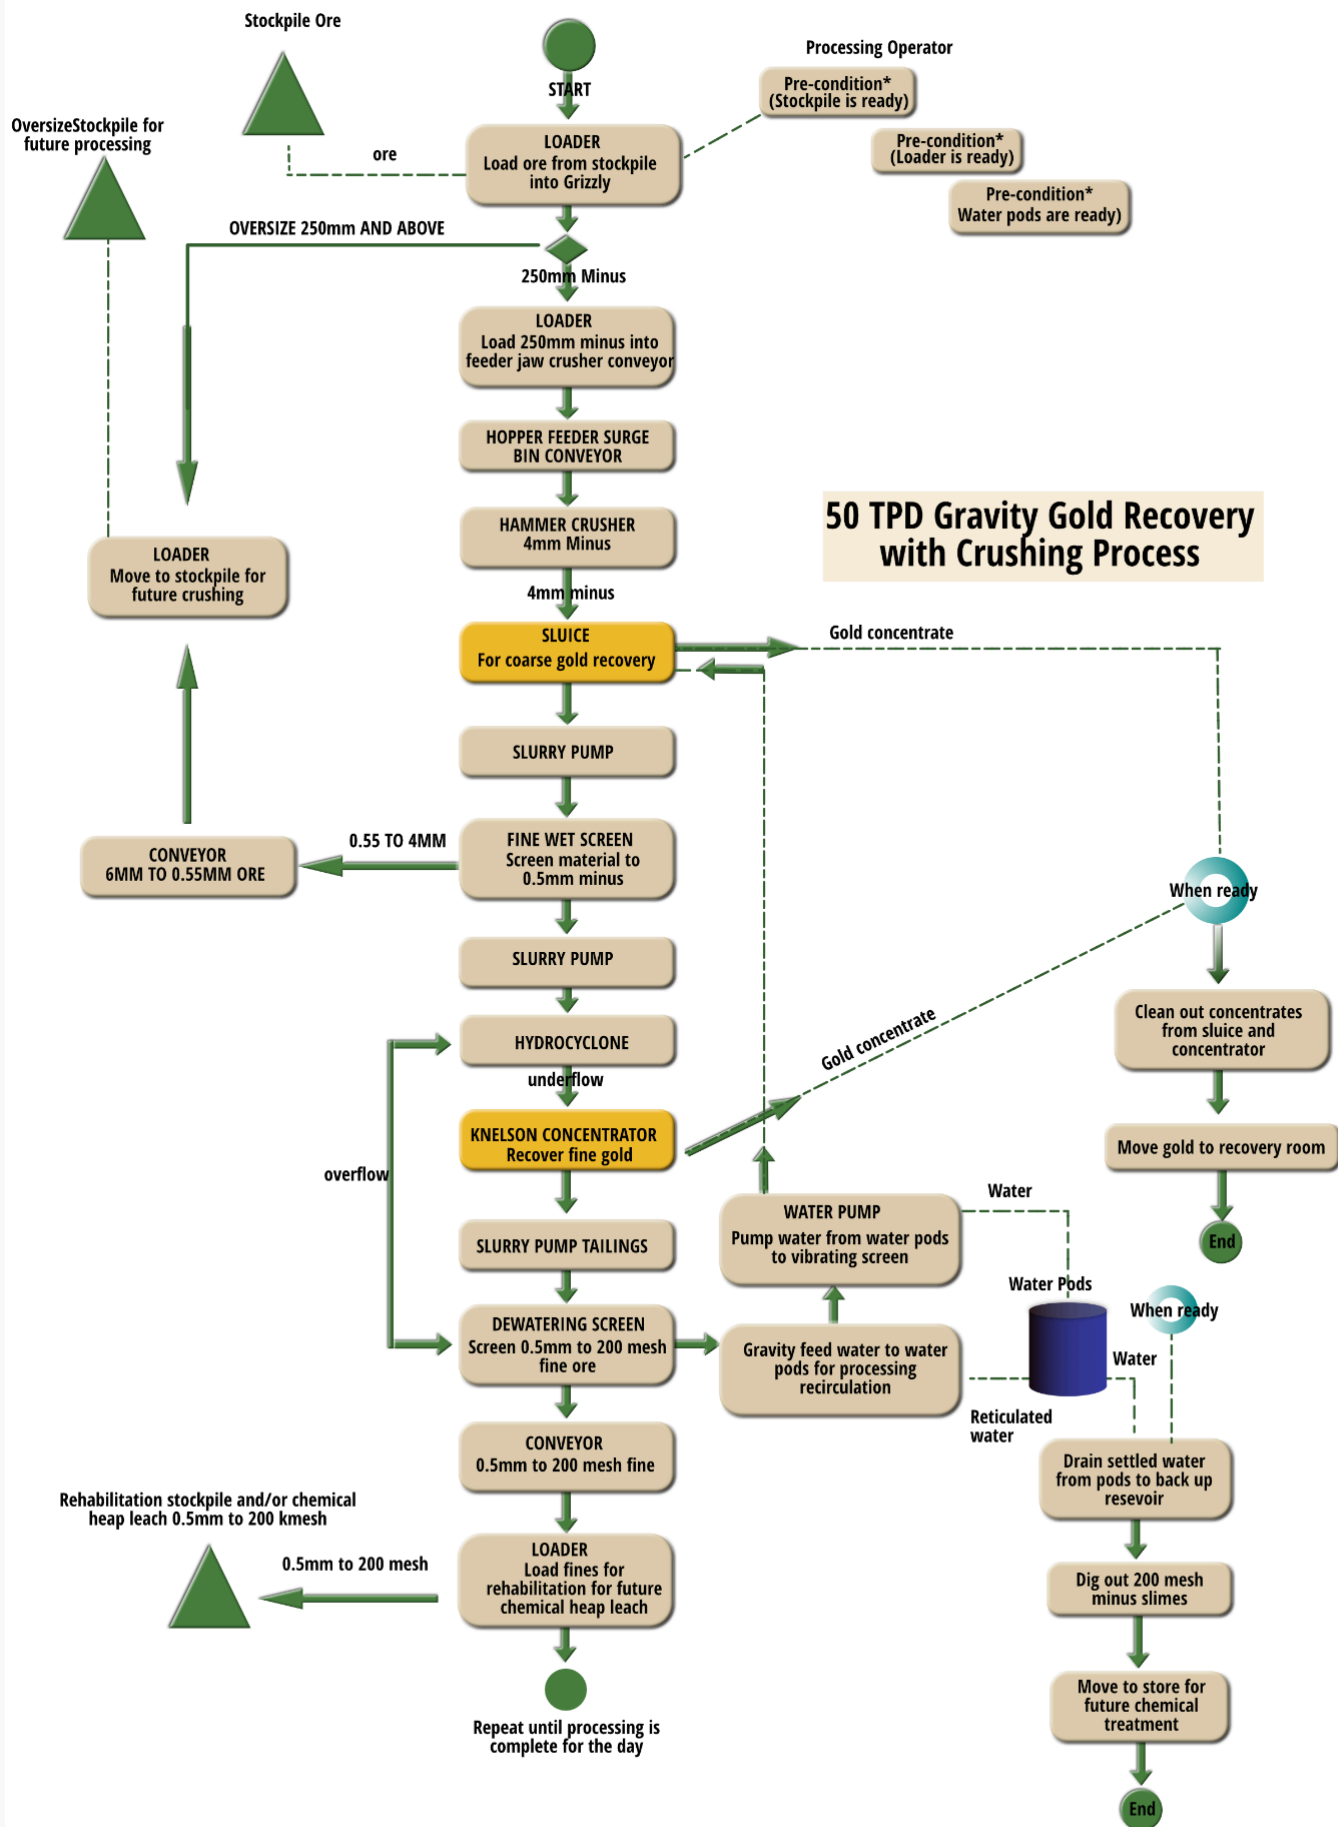 Stockpile Ore
START
Processing Operator
Pre-condition*
(Stockpile is ready)
Pre-condition*
(Loader is ready)
Pre-condition*
Water pods are ready)
OversizeStockpile for
future processing
ore
LOADER
Load ore from stockpile
into Grizzly
OVERSIZE 250mm AND ABOVE
250mm Minus
LOADER
Load 250mm minus into
feeder jaw crusher conveyor
HOPPER FEEDER SURGE
BIN CONVEYOR
HAMMER CRUSHER
4mm Minus
50 TPD Gravity Gold Recovery
with Crushing Process
LOADER
Move to stockpile for
future crushing
4mm minus
SLUICE
For coarse gold recovery
Gold concentrate
SLURRY PUMP
FINE WET SCREEN
Screen material to
0.5mm minus
0.55 TO 4MM
CONVEYOR
6MM TO 0.55MM ORE
When ready
SLURRY PUMP
HYDROCYCLONE
underflow
Gold concentrate
Clean out concentrates
from sluice and
concentrator
KNELSON CONCENTRATOR
Recover fine gold
Move gold to recovery room
overflow
End
SLURRY PUMP TAILINGS
WATER PUMP
Pump water from water pods
to vibrating screen
Water
Water Pods
When ready
DEWATERING SCREEN
Screen 0.5mm to 200 mesh
fine ore
Gravity feed water to water
pods for processing
recirculation
Water
Reticulated
water
CONVEYOR
0.5mm to 200 mesh fine
Drain settled water
from pods to back up
resevoir
Rehabilitation stockpile and/or chemical
heap leach 0.5mm to 200 kmesh
0.5mm to 200 mesh
LOADER
Load fines for
rehabilitation for future
chemical heap leach
Dig out 200 mesh
minus slimes
Move to store for
future chemical
treatment
Repeat until processing is
complete for the day
End